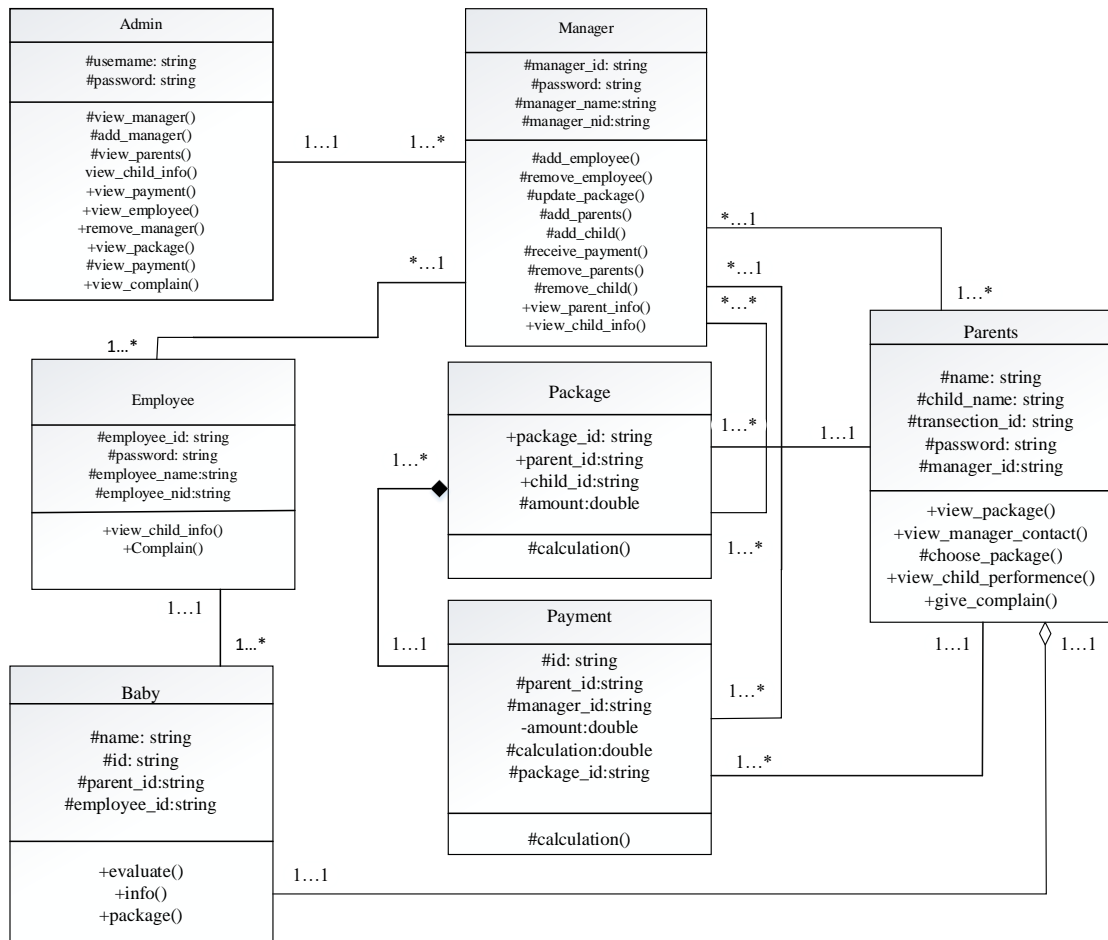 Admin
#username: string
#password: string
#view_manager()
#add_manager()
#view_parents()
view_child_info()
+view_payment()
+view_employee()
+remove_manager()
+view_package()
#view_payment()
+view_complain()
1...1
1...*
Manager
#manager_id: string
#password: string
#manager_name:string
#manager_nid:string
#add_employee()
#remove_employee()
#update_package()
#add_parents()
#add_child()
#receive_payment()
#remove_parents()
#remove_child()
+view_parent_info()
+view_child_info()
*...1
*...1
*...1
*...*
1...*
1...*
Employee
#employee_id: string
#password: string
#employee_name:string
#employee_nid:string
+view_child_info()
+Complain()
1...1
1...*
Package
+package_id: string
+parent_id:string
+child_id:string
#amount:double
#calculation()
1...*
1...*
1...1
1...*
Parents
#name: string
#child_name: string
#transection_id: string
#password: string
#manager_id:string
+view_package()
+view_manager_contact()
#choose_package()
+view_child_performence()
+give_complain()
1...1
1...1
Payment
#id: string
#parent_id:string
#manager_id:string
-amount:double
#calculation:double
#package_id:string
#calculation()
1...1
1...*
1...*
Baby
#name: string
#id: string
#parent_id:string
#employee_id:string
+evaluate()
+info()
+package()
1...1